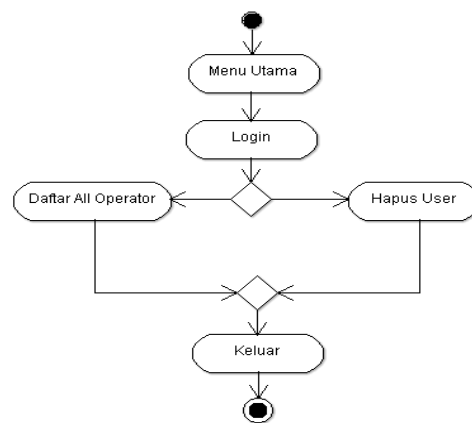 Menu Utama
Login
Daftar All Operator
Hapus User
Keluar